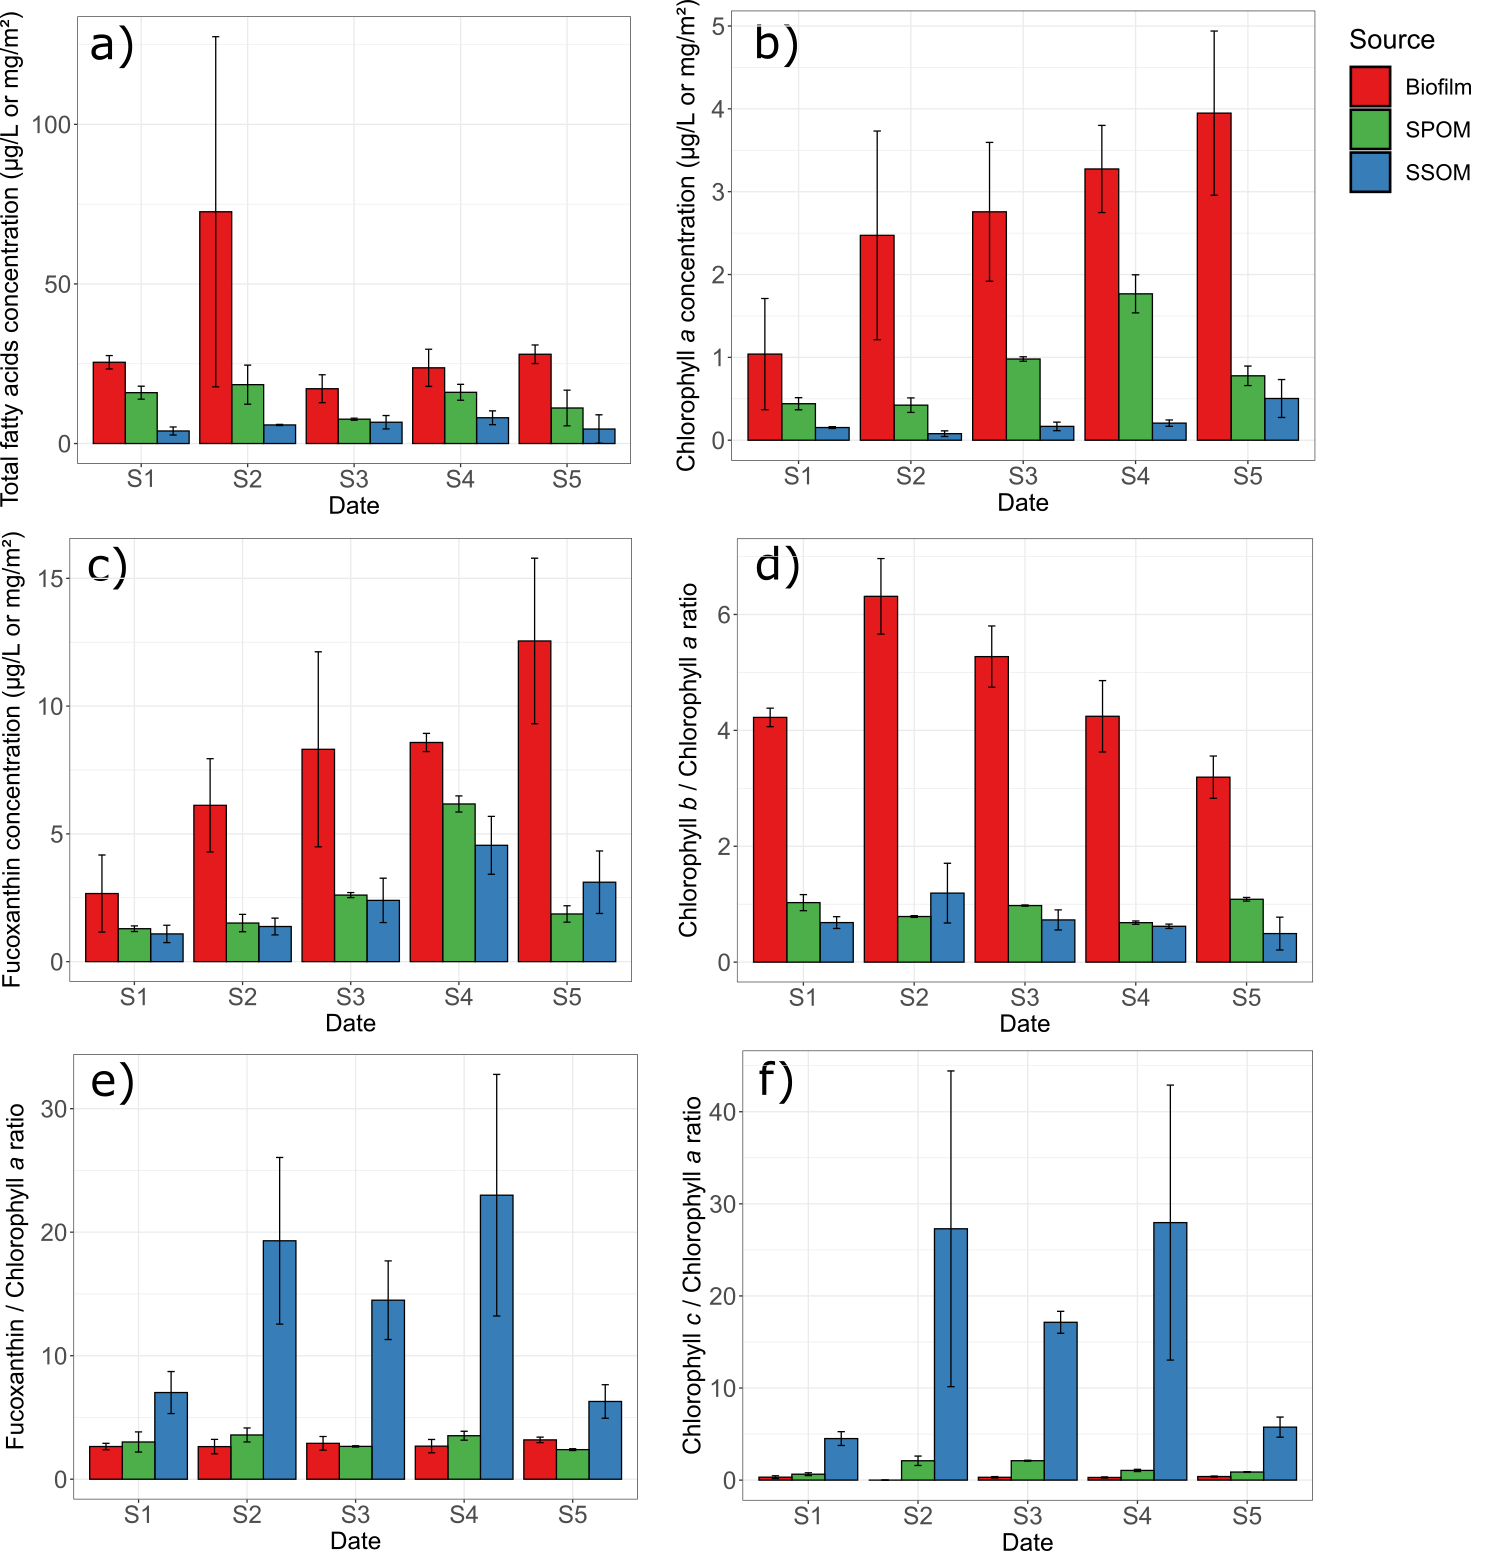 a)
Total fatty acids concentration (µg/L or mg/m²)
100
50
0
S1 S2 S3 S4 S5
Date
b)
Chlorophyll a concentration (µg/L or mg/m²)
5
4
3
2
1
0
S1 S2 S3 S4 S5
Date
Source
Biofilm
SPOM
SSOM
c)
Fucoxanthin concentration (µg/L or mg/m²)
15
10
5
0
S1 S2 S3 S4 S5
Date
d)
Chlorophyll b / Chlorophyll a ratio
6
4
2
0
S1 S2 S3 S4 S5
Date
e)
Fucoxanthin / Chlorophyll a ratio
30
20
10
0
S1 S2 S3 S4 S5
Date
f)
Chlorophyll c / Chlorophyll a ratio
40
30
20
10
0
S1 S2 S3 S4 S5
Date